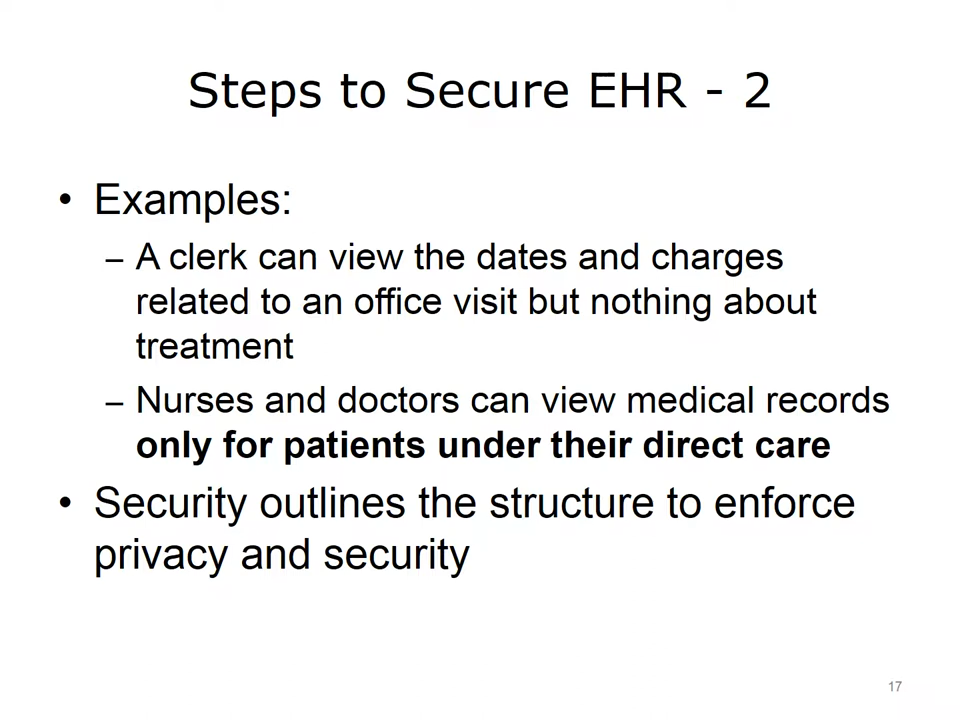 Steps to Secure EHR - 2
• Examples:
– A clerk can view the dates and charges
related to an office visit but nothing about
treatment
– Nurses and doctors can view medical records
only for patients under their direct care
• Security outlines the structure to enforce
privacy and security
17